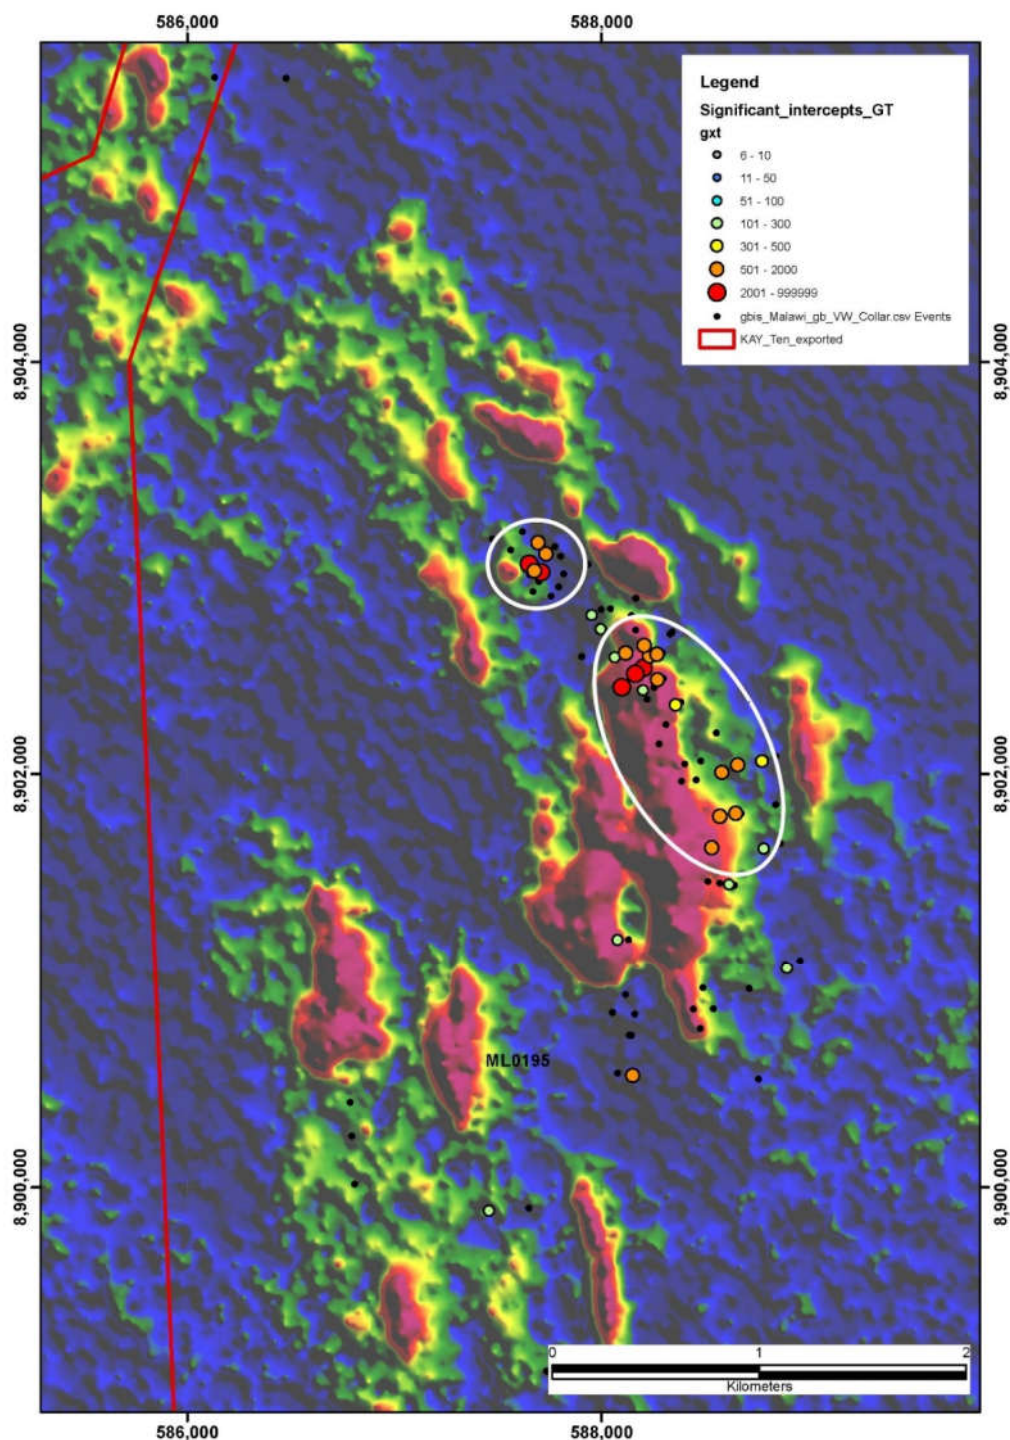 586,000 588,000
Legend
Significant_intercepts_GT
gxt
6 - 10
11 - 50
51 - 100
101 - 300
301 - 500
501 - 2000
2001 - 999999
gbis_Malawi_gb_VW_Collar.csv Events
KAY_Ten_exported
8,904,000 8,904,000
8,902,000 8,902,000
ML0195
8,900,000 8,900,000
0 1 2
Kilometers
586,000 588,000